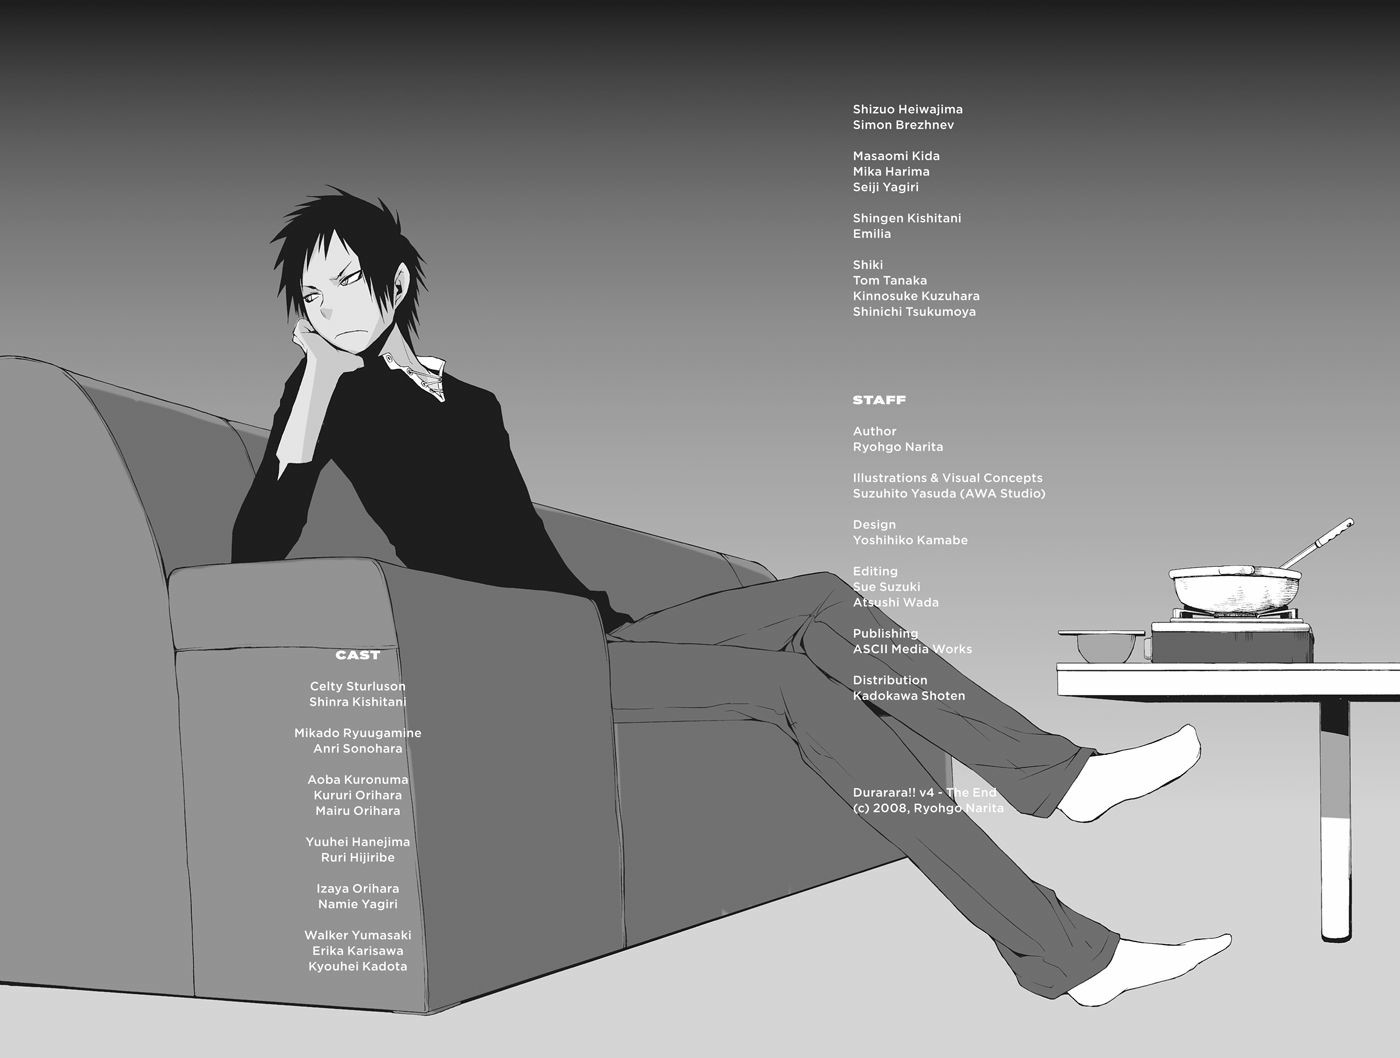 CAST
Celty Sturluson
Shinra Kishitani
Mikado Ryuugamine
Anri Sonohara
Aoba Kuronuma
Kururi Orihara
Mairu Orihara
Yuuhei Hanejima
Ruri Hijiribe
Izaya Orihara
Namie Yagiri
Walker Yumasaki
Erika Karisawa
Kyouhei Kadota
Shizuo Heiwajima
Simon Brezhnev
Masaomi Kida
Mika Harima
Seiji Yagiri
Shingen Kishitani
Emilia
Shiki
Tom Tanaka
Kinnosuke Kuzuhara
Shinichi Tsukumoya
STAFF
Author
Ryohgo Narita
Illustrations & Visual Concepts
Suzuhito Yasuda (AWA Studio)
Design
Yoshihiko Kamabe
Editing
Sue Suzuki
Atsushi Wada
Publishing
ASCII Media Works
Distribution
Kadokawa Shoten
Durarara!! v4 - The End
(c) 2008, Ryohgo Narita